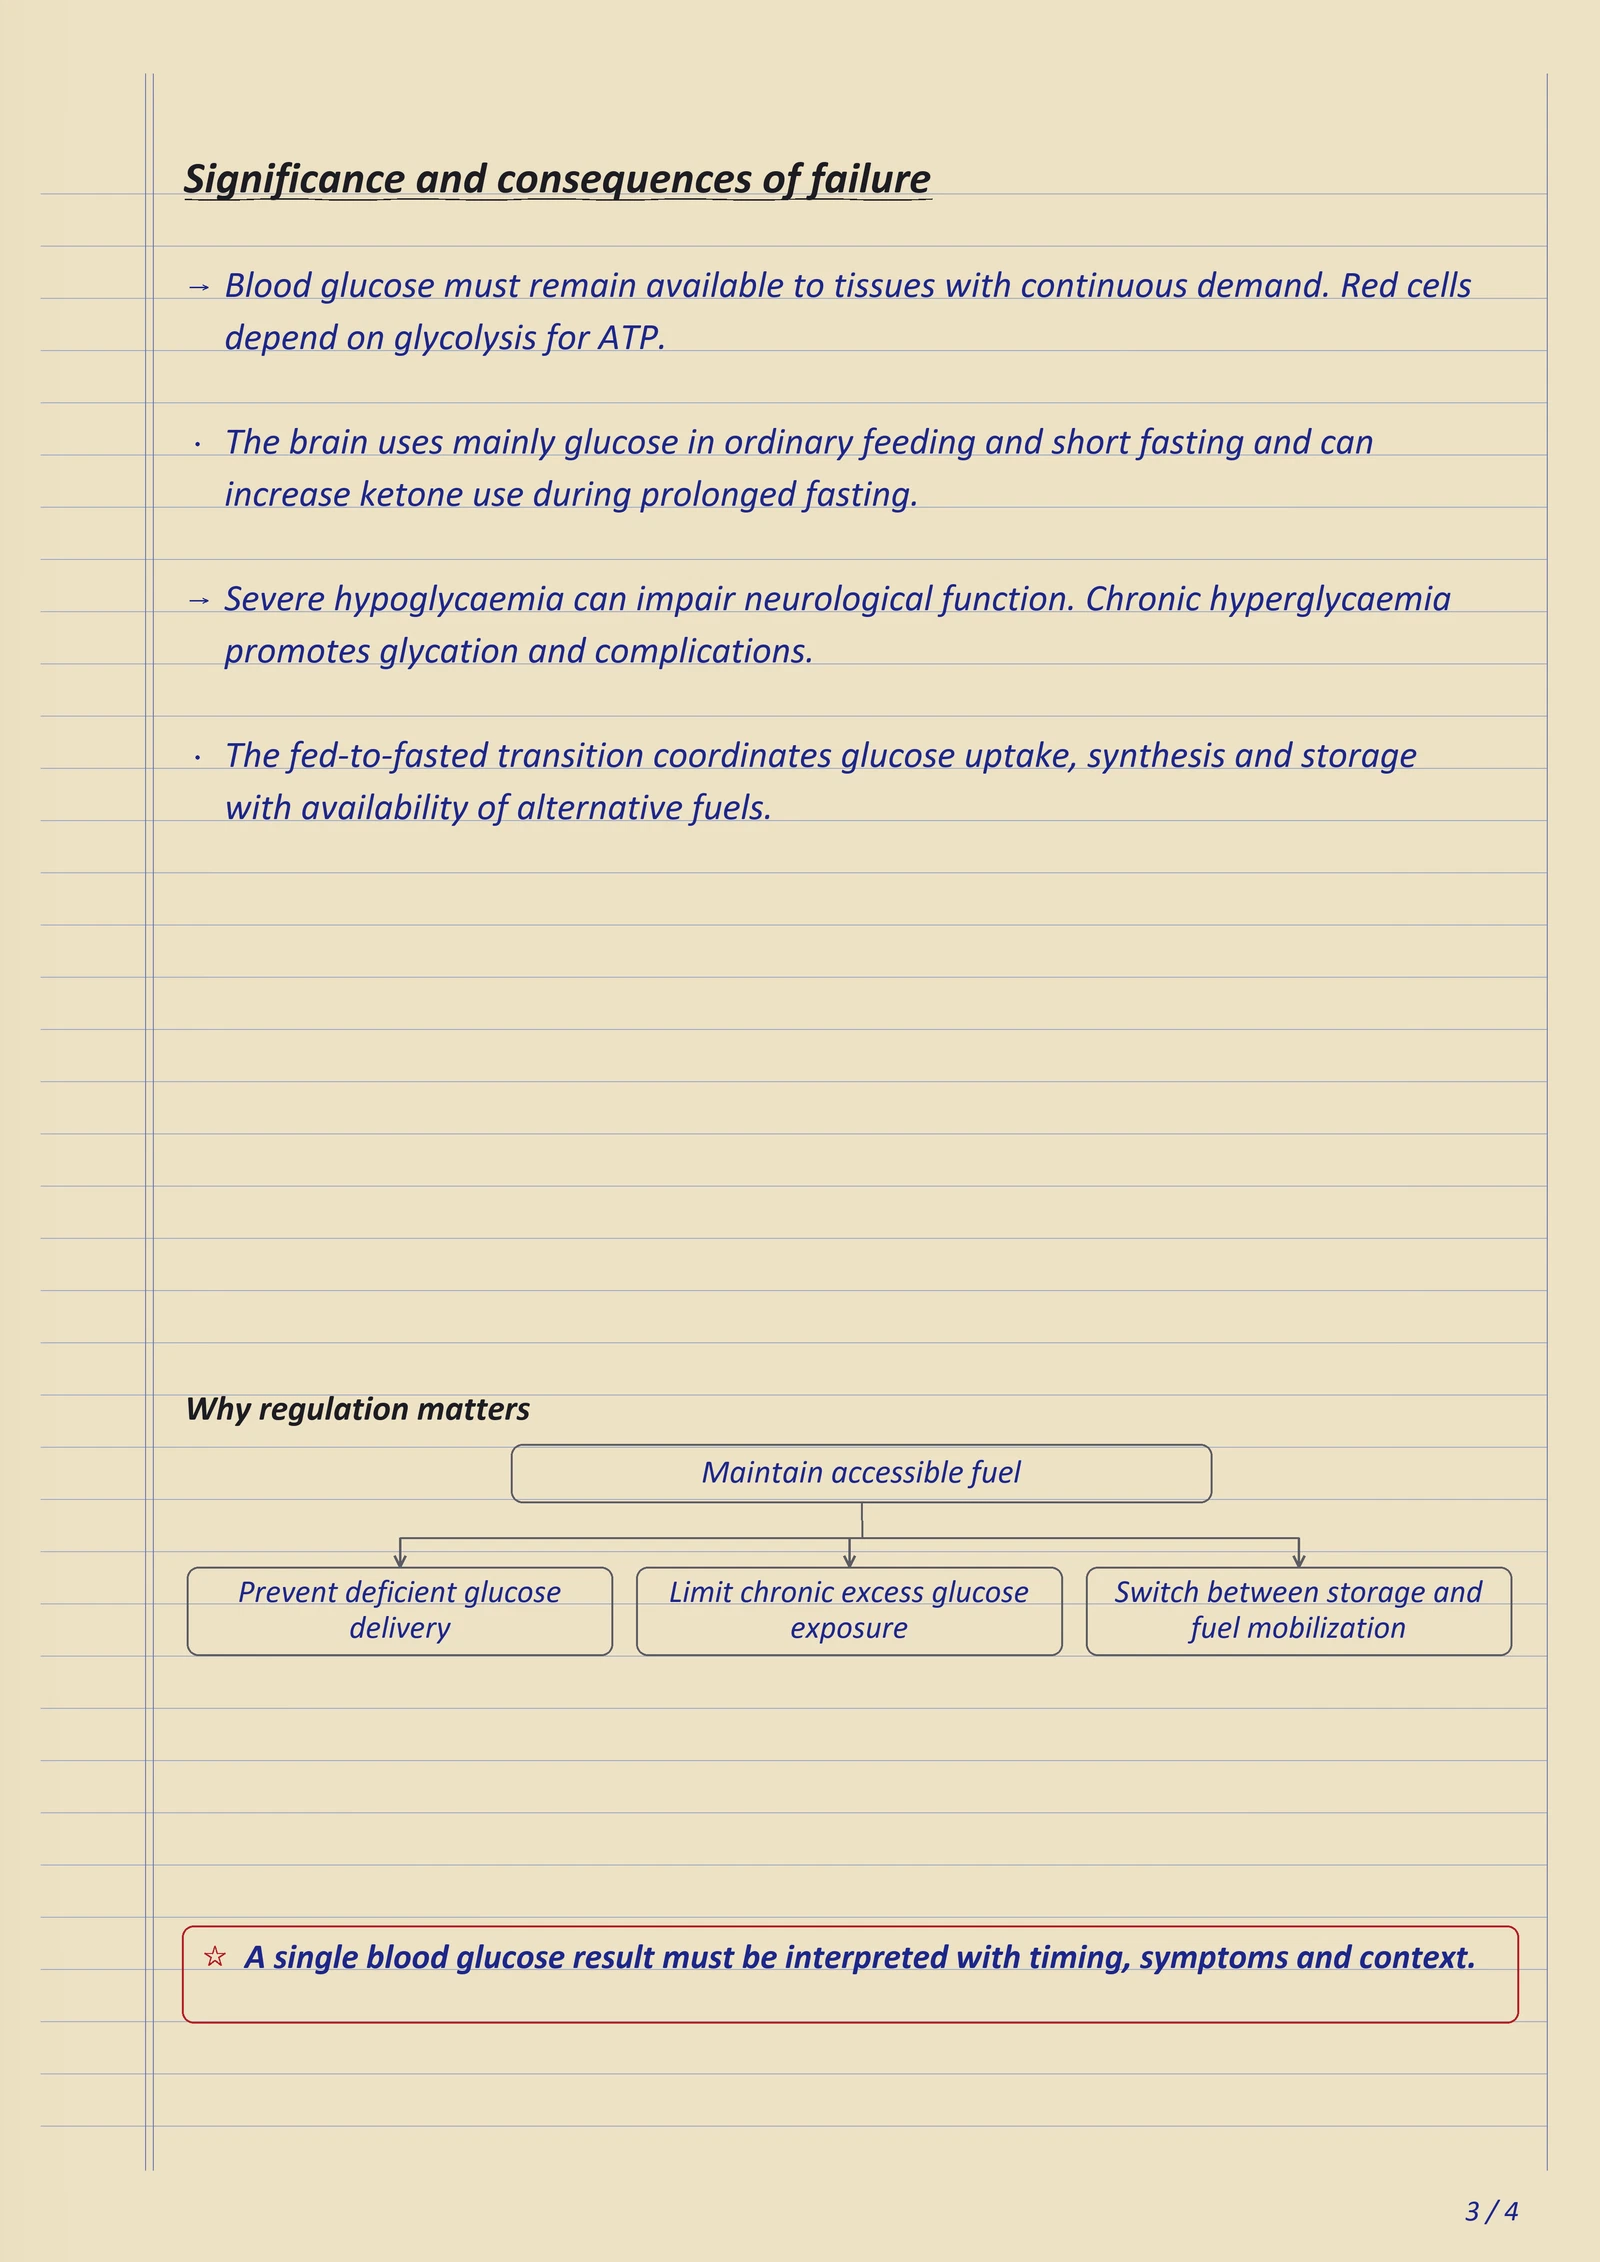 Significance and consequences of failure
→ Blood glucose must remain available to tissues with continuous demand. Red cells
depend on glycolysis for ATP.
· The brain uses mainly glucose in ordinary feeding and short fasting and can
increase ketone use during prolonged fasting.
→ Severe hypoglycaemia can impair neurological function. Chronic hyperglycaemia
promotes glycation and complications.
· The fed-to-fasted transition coordinates glucose uptake, synthesis and storage
with availability of alternative fuels.
Why regulation matters
Maintain accessible fuel
Prevent deficient glucose
delivery
Limit chronic excess glucose
exposure
Switch between storage and
fuel mobilization
☆ A single blood glucose result must be interpreted with timing, symptoms and context.
3 / 4